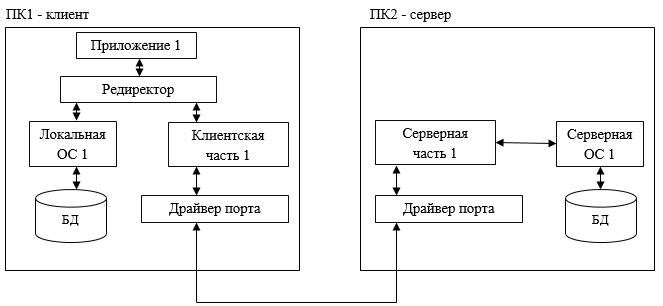 ПК1 - клиент
ПК2 - сервер
Приложение 1
Редиректор
Локальная
ОС 1
Клиентская
часть 1
Серверная
часть 1
Серверная
ОС 1
БД
Драйвер порта
Драйвер порта
БД